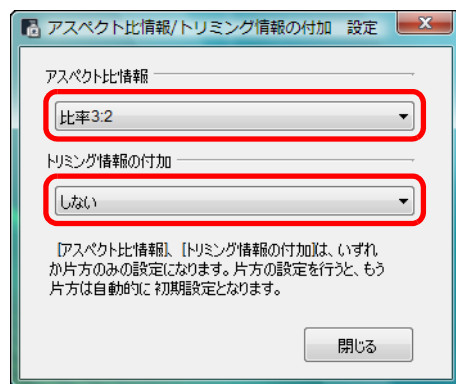 アスペクト比情報/トリミング情報の付加 設定
アスペクト比情報
比率3:2
トリミング情報の付加
しない
[アスペクト比情報]、[トリミング情報の付加]は、いずれ
か片方のみの設定になります。片方の設定を行うと、もう
片方は自動的に初期設定となります。
閉じる